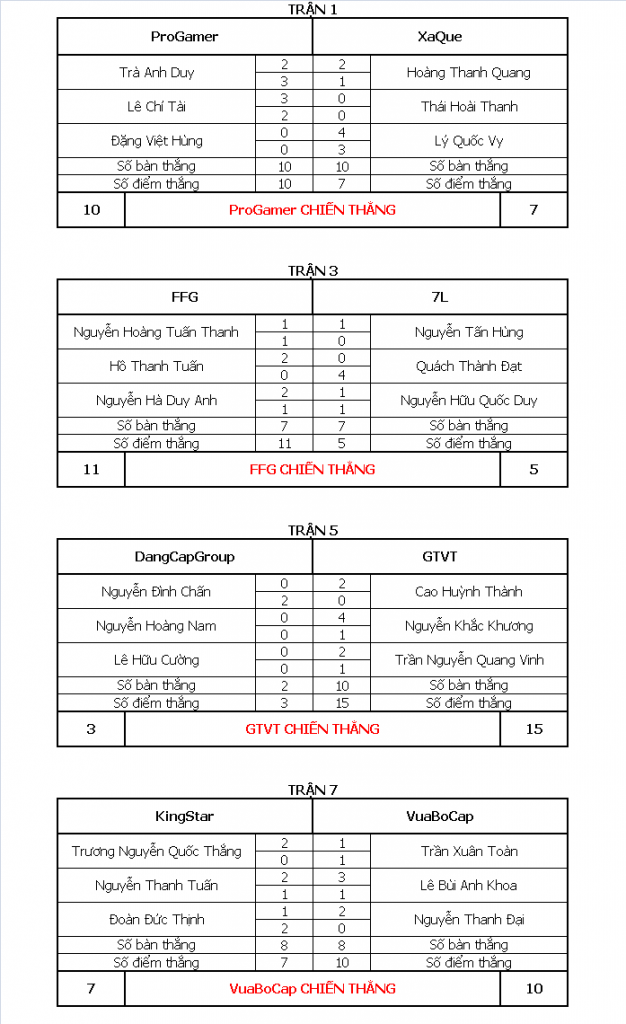 TRẬN 1
ProGamer XaQue
Trà Anh Duy 2 2 Hoàng Thanh Quang
3 1
Lê Chí Tài 3 0 Thái Hoài Thanh
2 0
Đặng Việt Hùng 0 4 Lý Quốc Vy
0 3
Số bàn thắng 10 10 Số bàn thắng
Số điểm thắng 10 7 Số điểm thắng
10 ProGamer CHIẾN THẮNG 7
TRẬN 3
FFG 7L
Nguyễn Hoàng Tuấn Thanh 1 1 Nguyễn Tấn Hùng
1 0
Hồ Thanh Tuấn 2 0 Quách Thành Đạt
0 4
Nguyễn Hà Duy Anh 2 1 Nguyễn Hữu Quốc Duy
1 1
Số bàn thắng 7 7 Số bàn thắng
Số điểm thắng 11 5 Số điểm thắng
11 FFG CHIẾN THẮNG 5
TRẬN 5
DangCapGroup GTVT
Nguyễn Đình Chấn 0 2 Cao Huỳnh Thành
2 0
Nguyễn Hoàng Nam 0 4 Nguyễn Khắc Khương
0 1
Lê Hữu Cường 0 2 Trần Nguyễn Quang Vinh
0 1
Số bàn thắng 2 10 Số bàn thắng
Số điểm thắng 3 15 Số điểm thắng
3 GTVT CHIẾN THẮNG 15
TRẬN 7
KingStar VuaBoCap
Trương Nguyễn Quốc Thắng 2 1 Trần Xuân Toàn
0 1
Nguyễn Thanh Tuấn 2 3 Lê Bùi Anh Khoa
1 1
Đoàn Đức Thịnh 1 2 Nguyễn Thanh Đại
2 0
Số bàn thắng 8 8 Số bàn thắng
Số điểm thắng 7 10 Số điểm thắng
7 VuaBoCap CHIẾN THẮNG 10